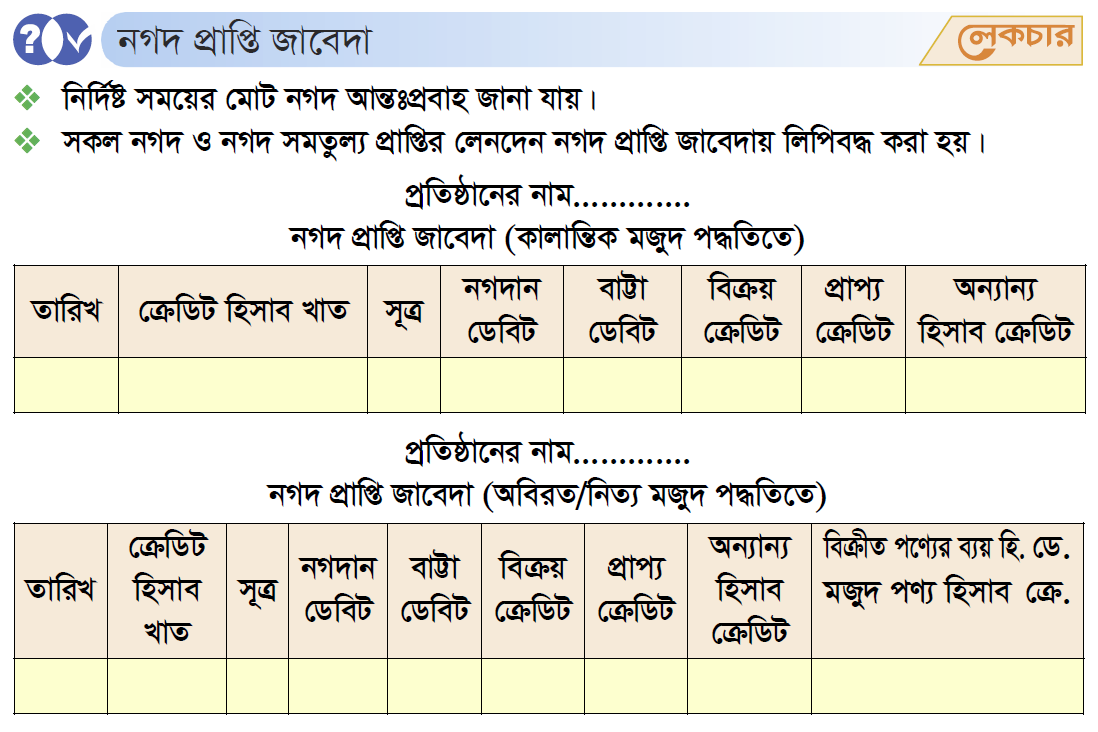 নগদ প্রাপ্তি জাবেদা
লেকচার
নির্দিষ্ট সময়ের মোট নগদ আন্তঃপ্রবাহ জানা যায়।
সকল নগদ ও নগদ সমতুল্য প্রাপ্তির লেনদেন নগদ প্রাপ্তি জাবেদায় লিপিবদ্ধ করা হয়।
প্রতিষ্ঠানের নাম.............
নগদ প্রাপ্তি জাবেদা (কালান্তিক মজুদ পদ্ধতিতে)
তারিখ
ক্রেডিট হিসাব খাত
সূত্র
নগদান
ডেবিট
বাট্টা
ডেবিট
বিক্রয়
ক্রেডিট
প্রাপ্য
ক্রেডিট
অন্যান্য
হিসাব ক্রেডিট
প্রতিষ্ঠানের নাম.............
নগদ প্রাপ্তি জাবেদা (অবিরত/নিত্য মজুদ পদ্ধতিতে)
তারিখ
ক্রেডিট
হিসাব
খাত
সূত্র
নগদান
ডেবিট
বাট্টা
ডেবিট
বিক্রয়
ক্রেডিট
প্রাপ্য
ক্রেডিট
অন্যান্য
হিসাব
ক্রেডিট
বিক্রীত পণ্যের ব্যয় হি. ডে.
মজুদ পণ্য হিসাব ক্রে.